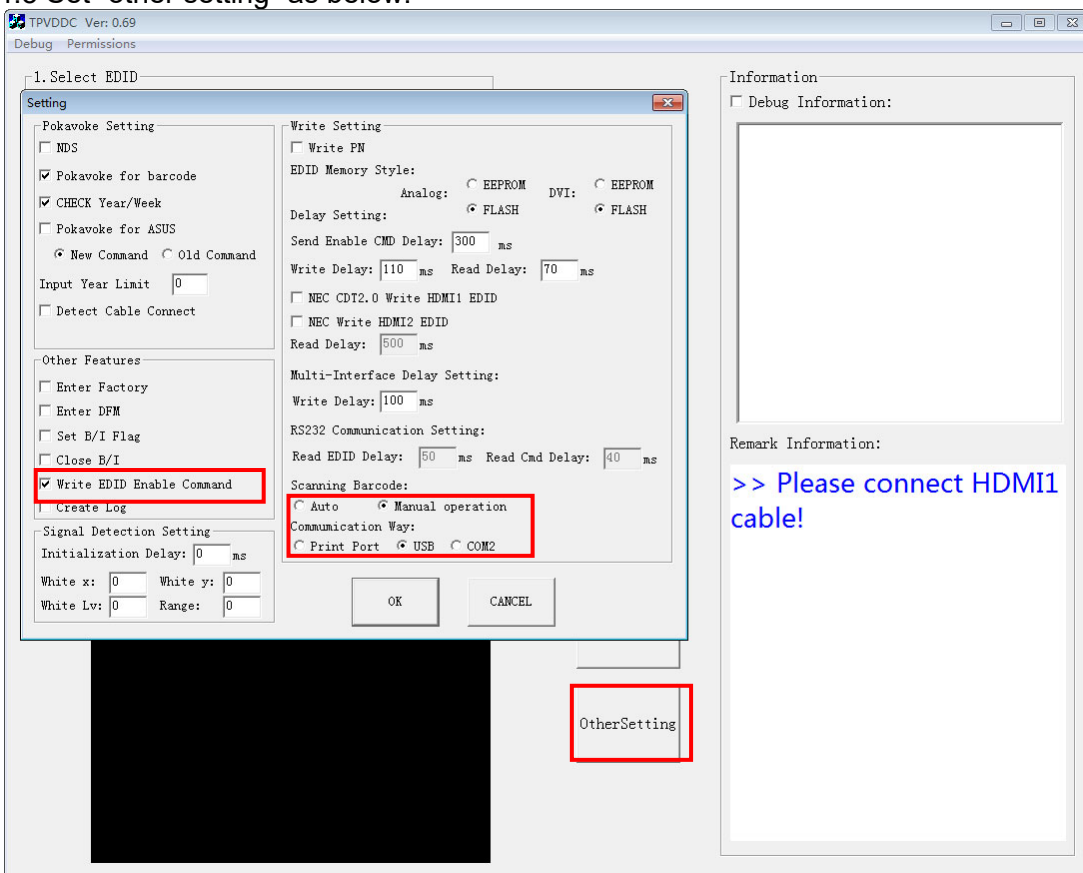 Set "other setting" as below.
TPVDDC Ver: 0.69
Debug Permissions
1. Select EDID
Setting
Pokavoke Setting
NDS
Pokavoke for barcode
CHECK Year/Week
Pokavoke for ASUS
New Command Old Command
Input Year Limit 0
Detect Cable Connect
Other Features
Enter Factory
Enter DFM
Set B/I Flag
Close B/I
Write EDID Enable Command
Create Log
Signal Detection Setting
Initialization Delay: 0 ms
White x: 0 White y: 0
White Lv: 0 Range: 0
Write Setting
Write PN
EDID Memory Style:
Analog: EEPROM DVI: EEPROM
FLASH FLASH
Delay Setting:
Send Enable CMD Delay: 300 ms
Write Delay: 110 ms Read Delay: 70 ms
NEC CDT2.0 Write HDMI1 EDID
NEC Write HDMI2 EDID
Read Delay: 500 ms
Multi-Interface Delay Setting:
Write Delay: 100 ms
RS232 Communication Setting:
Read EDID Delay: 50 ms Read Cmd Delay: 40 ms
Scanning Barcode:
Auto Manual operation
Communication Way:
Print Port USB COM2
OK CANCEL
OtherSetting
Information
Debug Information:
Remark Information:
>> Please connect HDMI1
cable!